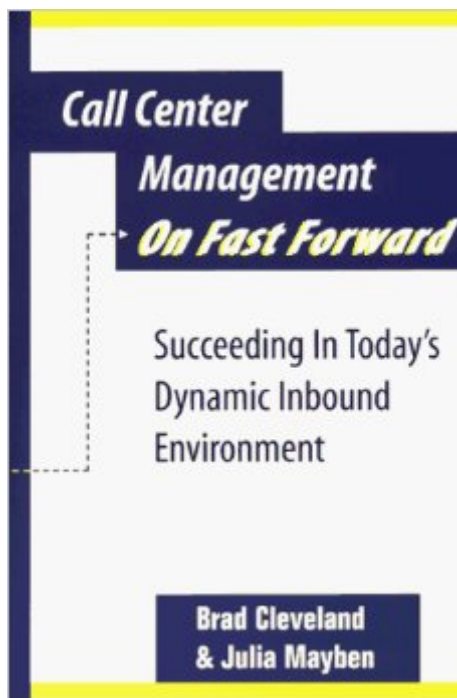 Call Center
Management
On Fast Forward
Succeeding In Today's
Dynamic Inbound
Environment
Brad Cleveland
& Julia Mayben